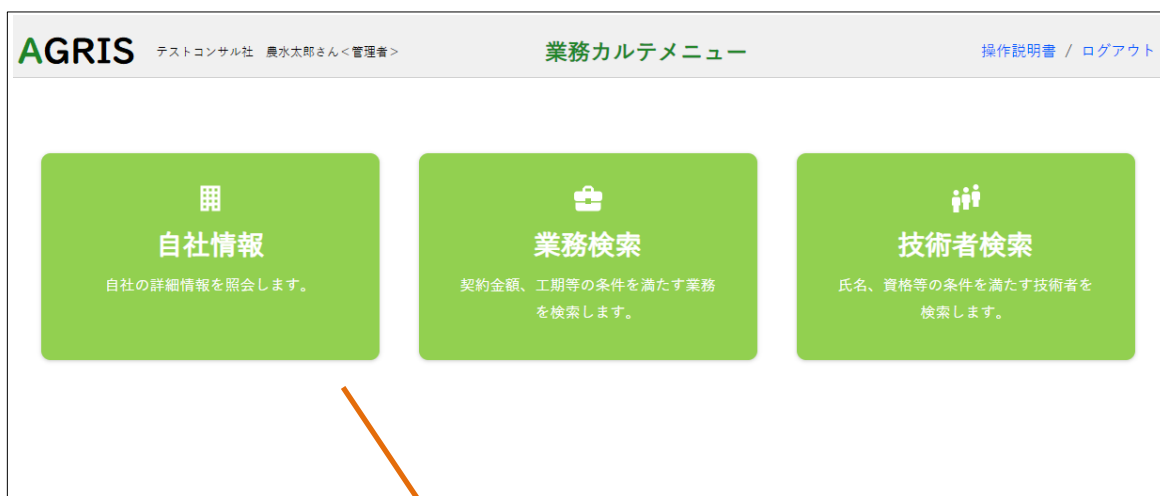 AGRIS テストコンサル社 農水太郎さん<管理者> 業務カルテメニュー 操作説明書 / ログアウト
自社情報
自社の詳細情報を照会します。
業務検索
契約金額、工期等の条件を満たす業務
を検索します。
技術者検索
氏名、資格等の条件を満たす技術者を
検索します。